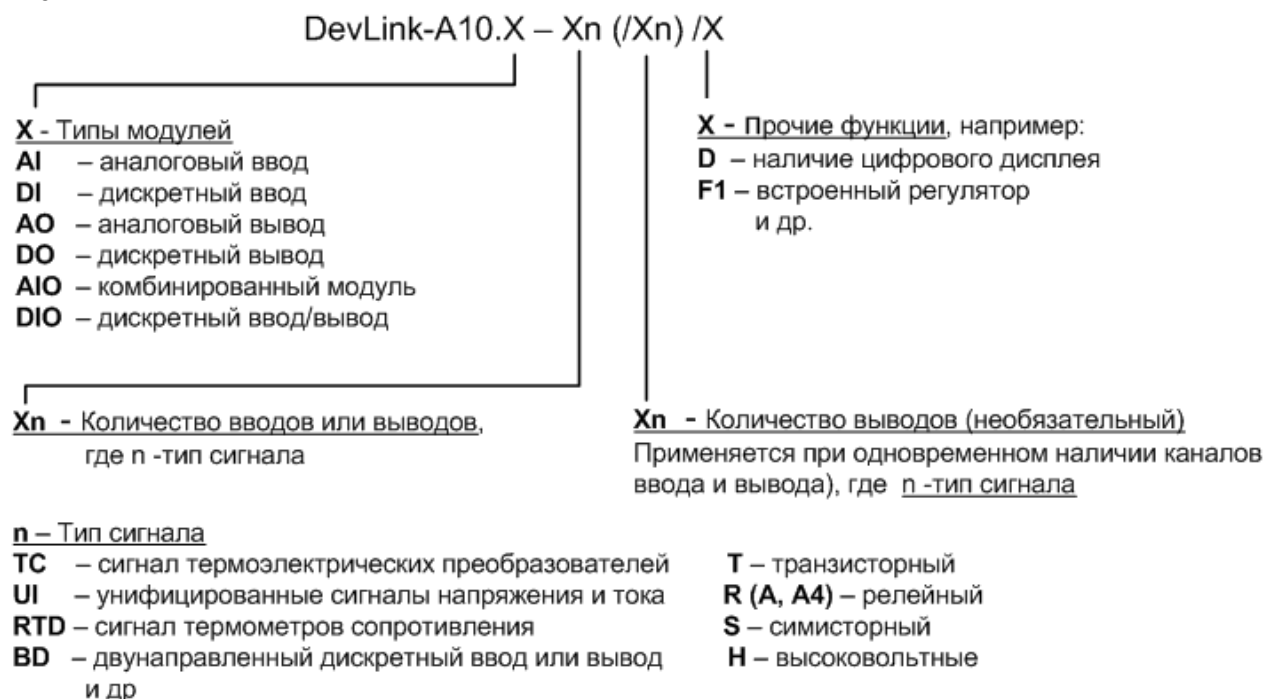 DevLink-A10.X – Xn (/Xn) /X
X - Типы модулей
AI – аналоговый ввод
DI – дискретный ввод
AO – аналоговый вывод
DO – дискретный вывод
AIO – комбинированный модуль
DIO – дискретный ввод/вывод
X - Прочие функции, например:
D – наличие цифрового дисплея
F1 – встроенный регулятор
и др.
Xn - Количество вводов или выводов,
где n -тип сигнала
Xn - Количество выводов (необязательный)
Применяется при одновременном наличии каналов
ввода и вывода), где n -тип сигнала
n – Тип сигнала
TC – сигнал термоэлектрических преобразователей
UI – унифицированные сигналы напряжения и тока
RTD – сигнал термометров сопротивления
BD – двунаправленный дискретный ввод или вывод
и др
T – транзисторный
R (A, A4) – релейный
S – симисторный
H – высоковольтные